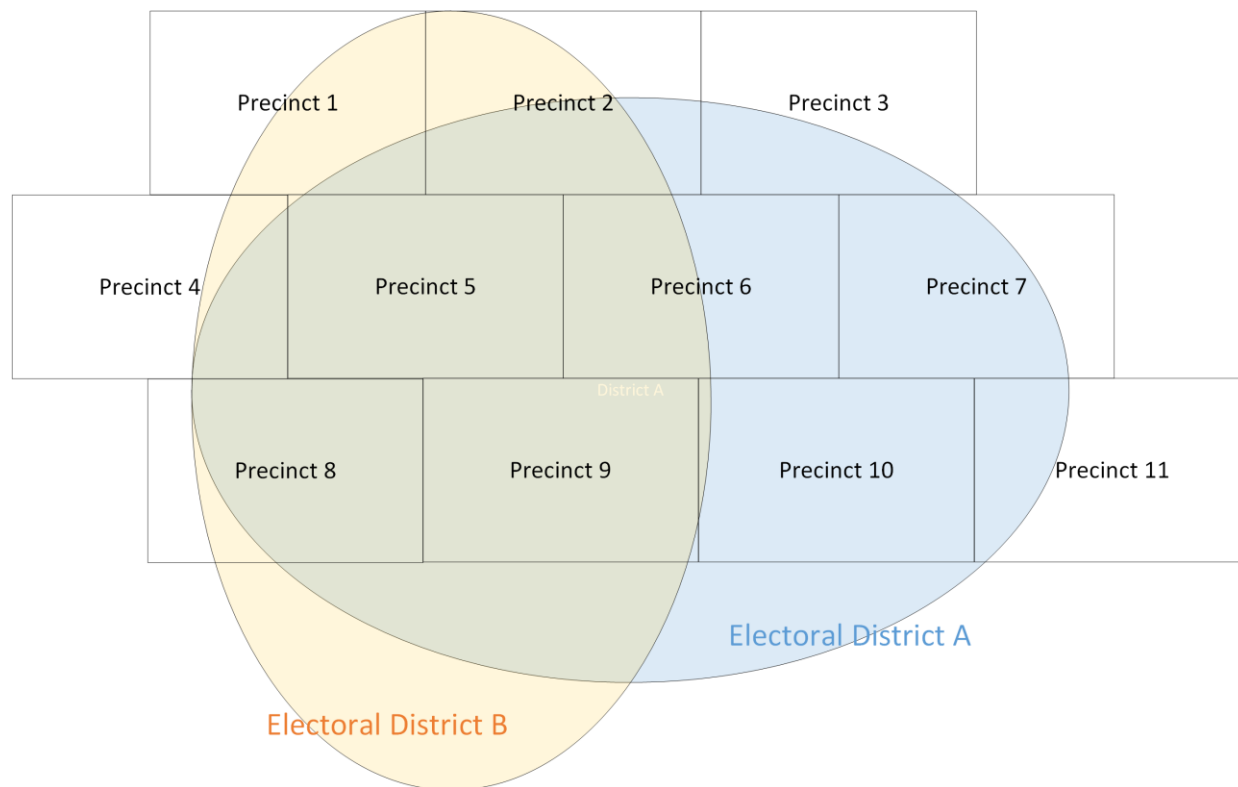 Precinct 1
Precinct 2
Precinct 3
Precinct 4
Precinct 5
Precinct 6
Precinct 7
District A
Precinct 8
Precinct 9
Precinct 10
Precinct 11
Electoral District A
Electoral District B